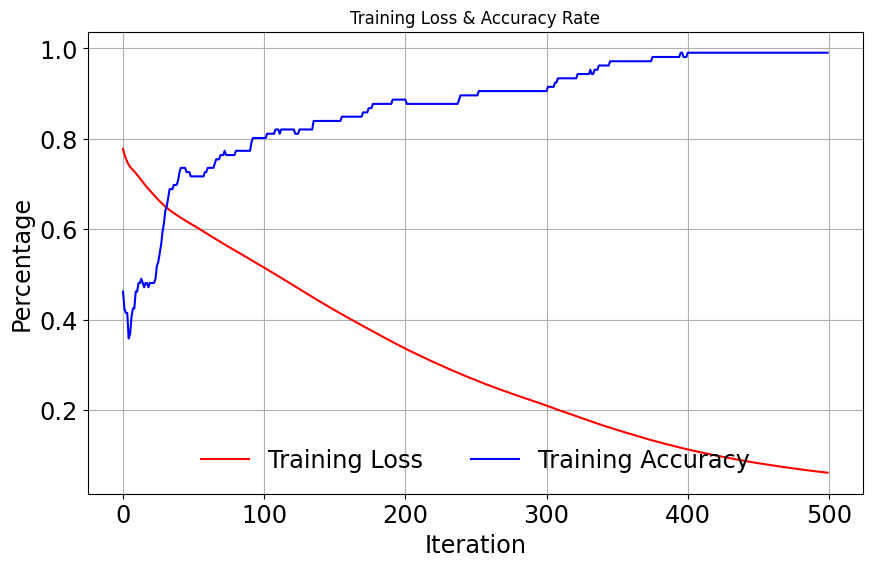 Training Loss & Accuracy Rate
1.0
0.8
0.6
0.4
0.2
Percentage
Training Loss
Training Accuracy
0 100 200 300 400 500
Iteration